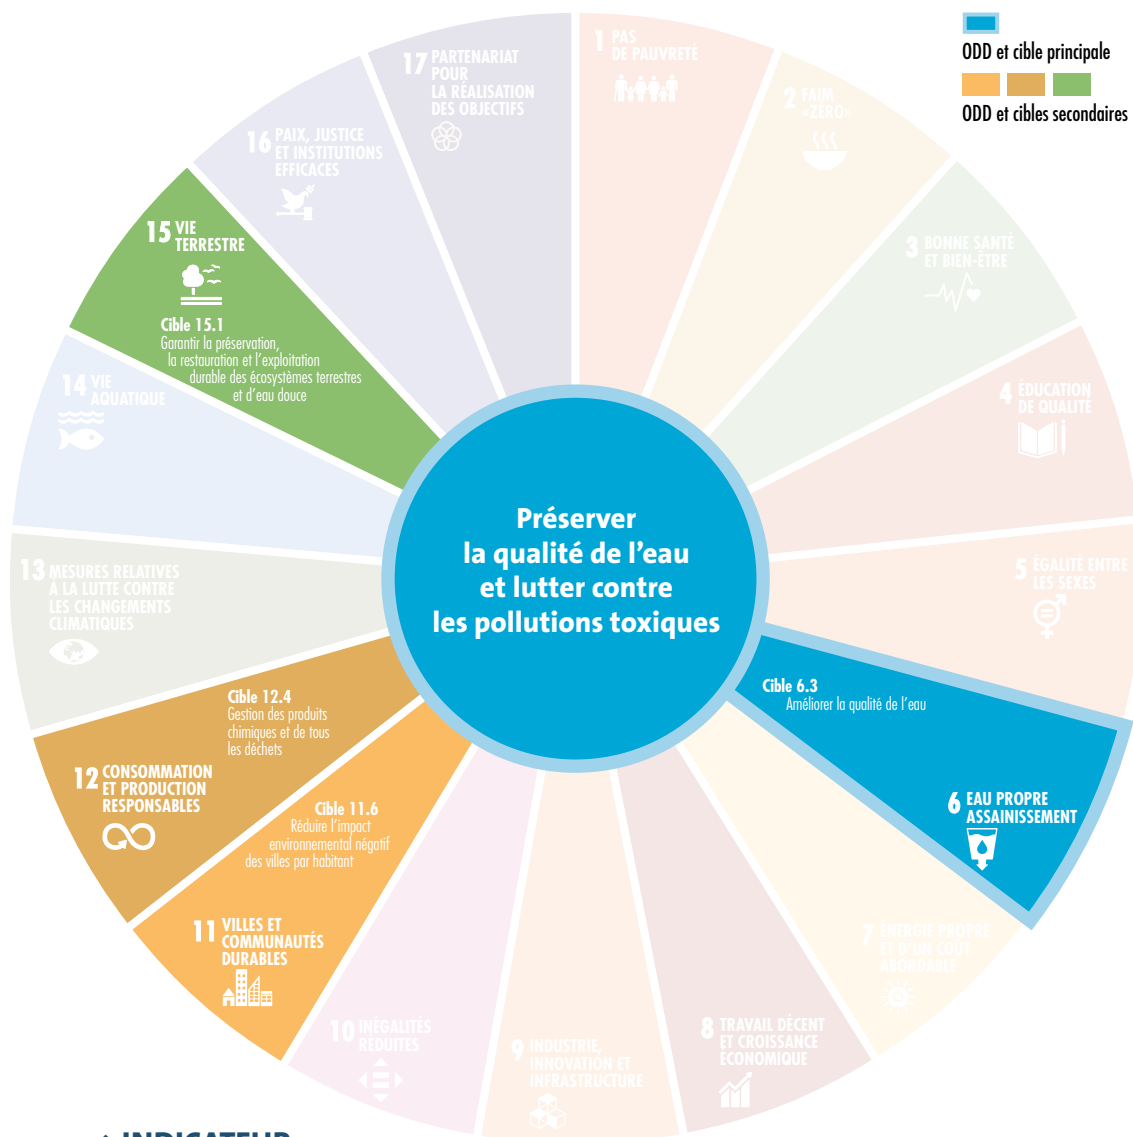 ODD et cible principale
ODD et cibles secondaires
1 PAS
DE PAUVRETÉ
2 FAIM
«ZERO»
3 BONNE SANTÉ
ET BIEN-ÊTRE
4 ÉDUCATION
DE QUALITÉ
5 ÉGALITÉ ENTRE
LES SEXES
Cible 6.3
Améliorer la qualité de l'eau
6 EAU PROPRE
ASSAINISSEMENT
7 ÉNERGIE PROPRE
ET D'UN COÛT
ABORDABLE
8 TRAVAIL DÉCENT
ET CROISSANCE
ÉCONOMIQUE
9 INDUSTRIE,
INNOVATION ET
INFRASTRUCTURE
10 INÉGALITÉS
RÉDUITES
Cible 11.6
Réduire l'impact
environnemental négatif
des villes par habitant
11 VILLES ET
COMMUNAUTÉS
DURABLES
Cible 12.4
Gestion des produits
chimiques et de tous
les déchets
12 CONSOMMATION
ET PRODUCTION
RESPONSABLES
13 MESURES RELATIVES
À LA LUTTE CONTRE
LES CHANGEMENTS
CLIMATIQUES
14 VIE
AQUATIQUE
15 VIE
TERRESTRE
Cible 15.1
Garantir la préservation,
la restauration et l'exploitation
durable des écosystèmes terrestres
et d'eau douce
16 PAIX, JUSTICE
ET INSTITUTIONS
EFFICACES
17 PARTENARIAT
POUR
LA RÉALISATION
DES OBJECTIFS
Préserver
la qualité de l'eau
et lutter contre
les pollutions toxiques
INDICATEUR